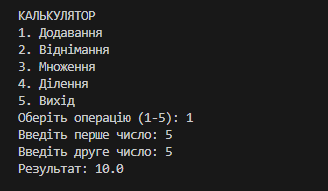 КАЛЬКУЛЯТОР
1. Додавання
2. Віднімання
3. Множення
4. Ділення
5. Вихід
Оберіть операцію (1-5): 1
Введіть перше число: 5
Введіть друге число: 5
Результат: 10.0